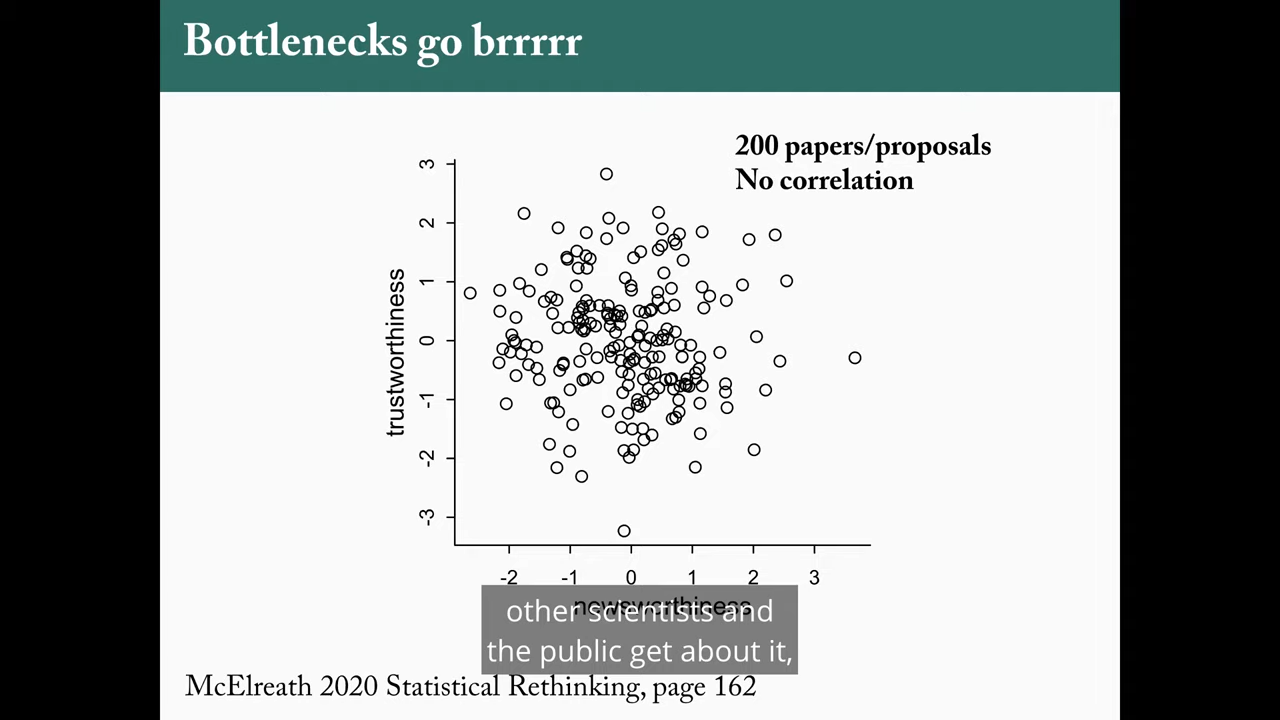 Bottlenecks go brrrrr
200 papers/proposals
No correlation
3
2
1
0
-1
-2
-3
trustworthiness
-2
-1
0
1
2
3
newsworthiness
other scientists and
the public get about it,
McElreath 2020 Statistical Rethinking, page 162